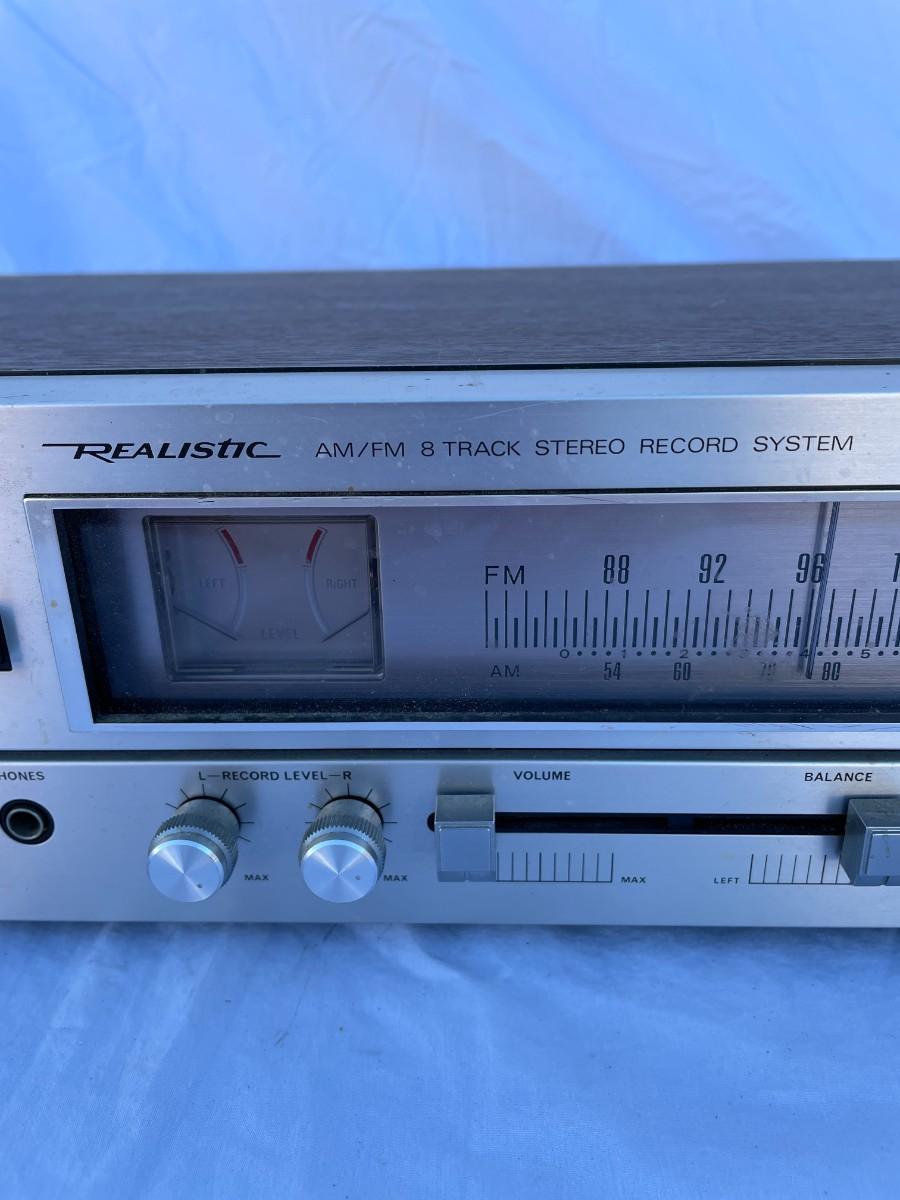 REALISTIC AM/FM 8 TRACK STEREO RECORD SYSTEM
LEFT RIGHT
LEVEL
FM 88 92 96
0 1 2 3 4 5
AM 54 60 70 80
HONES L—RECORD LEVEL—R VOLUME BALANCE
MAX MAX MAX LEFT